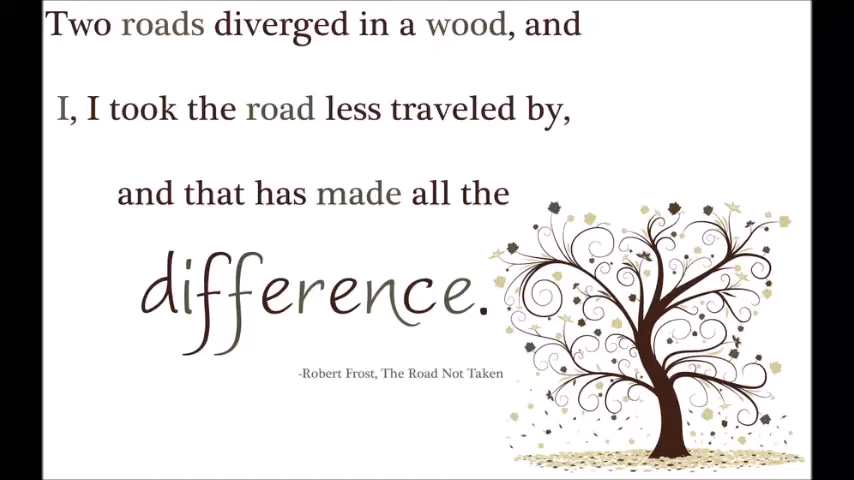 Two roads diverged in a wood, and
I, I took the road less traveled by,
and that has made all the
difference.
-Robert Frost, The Road Not Taken